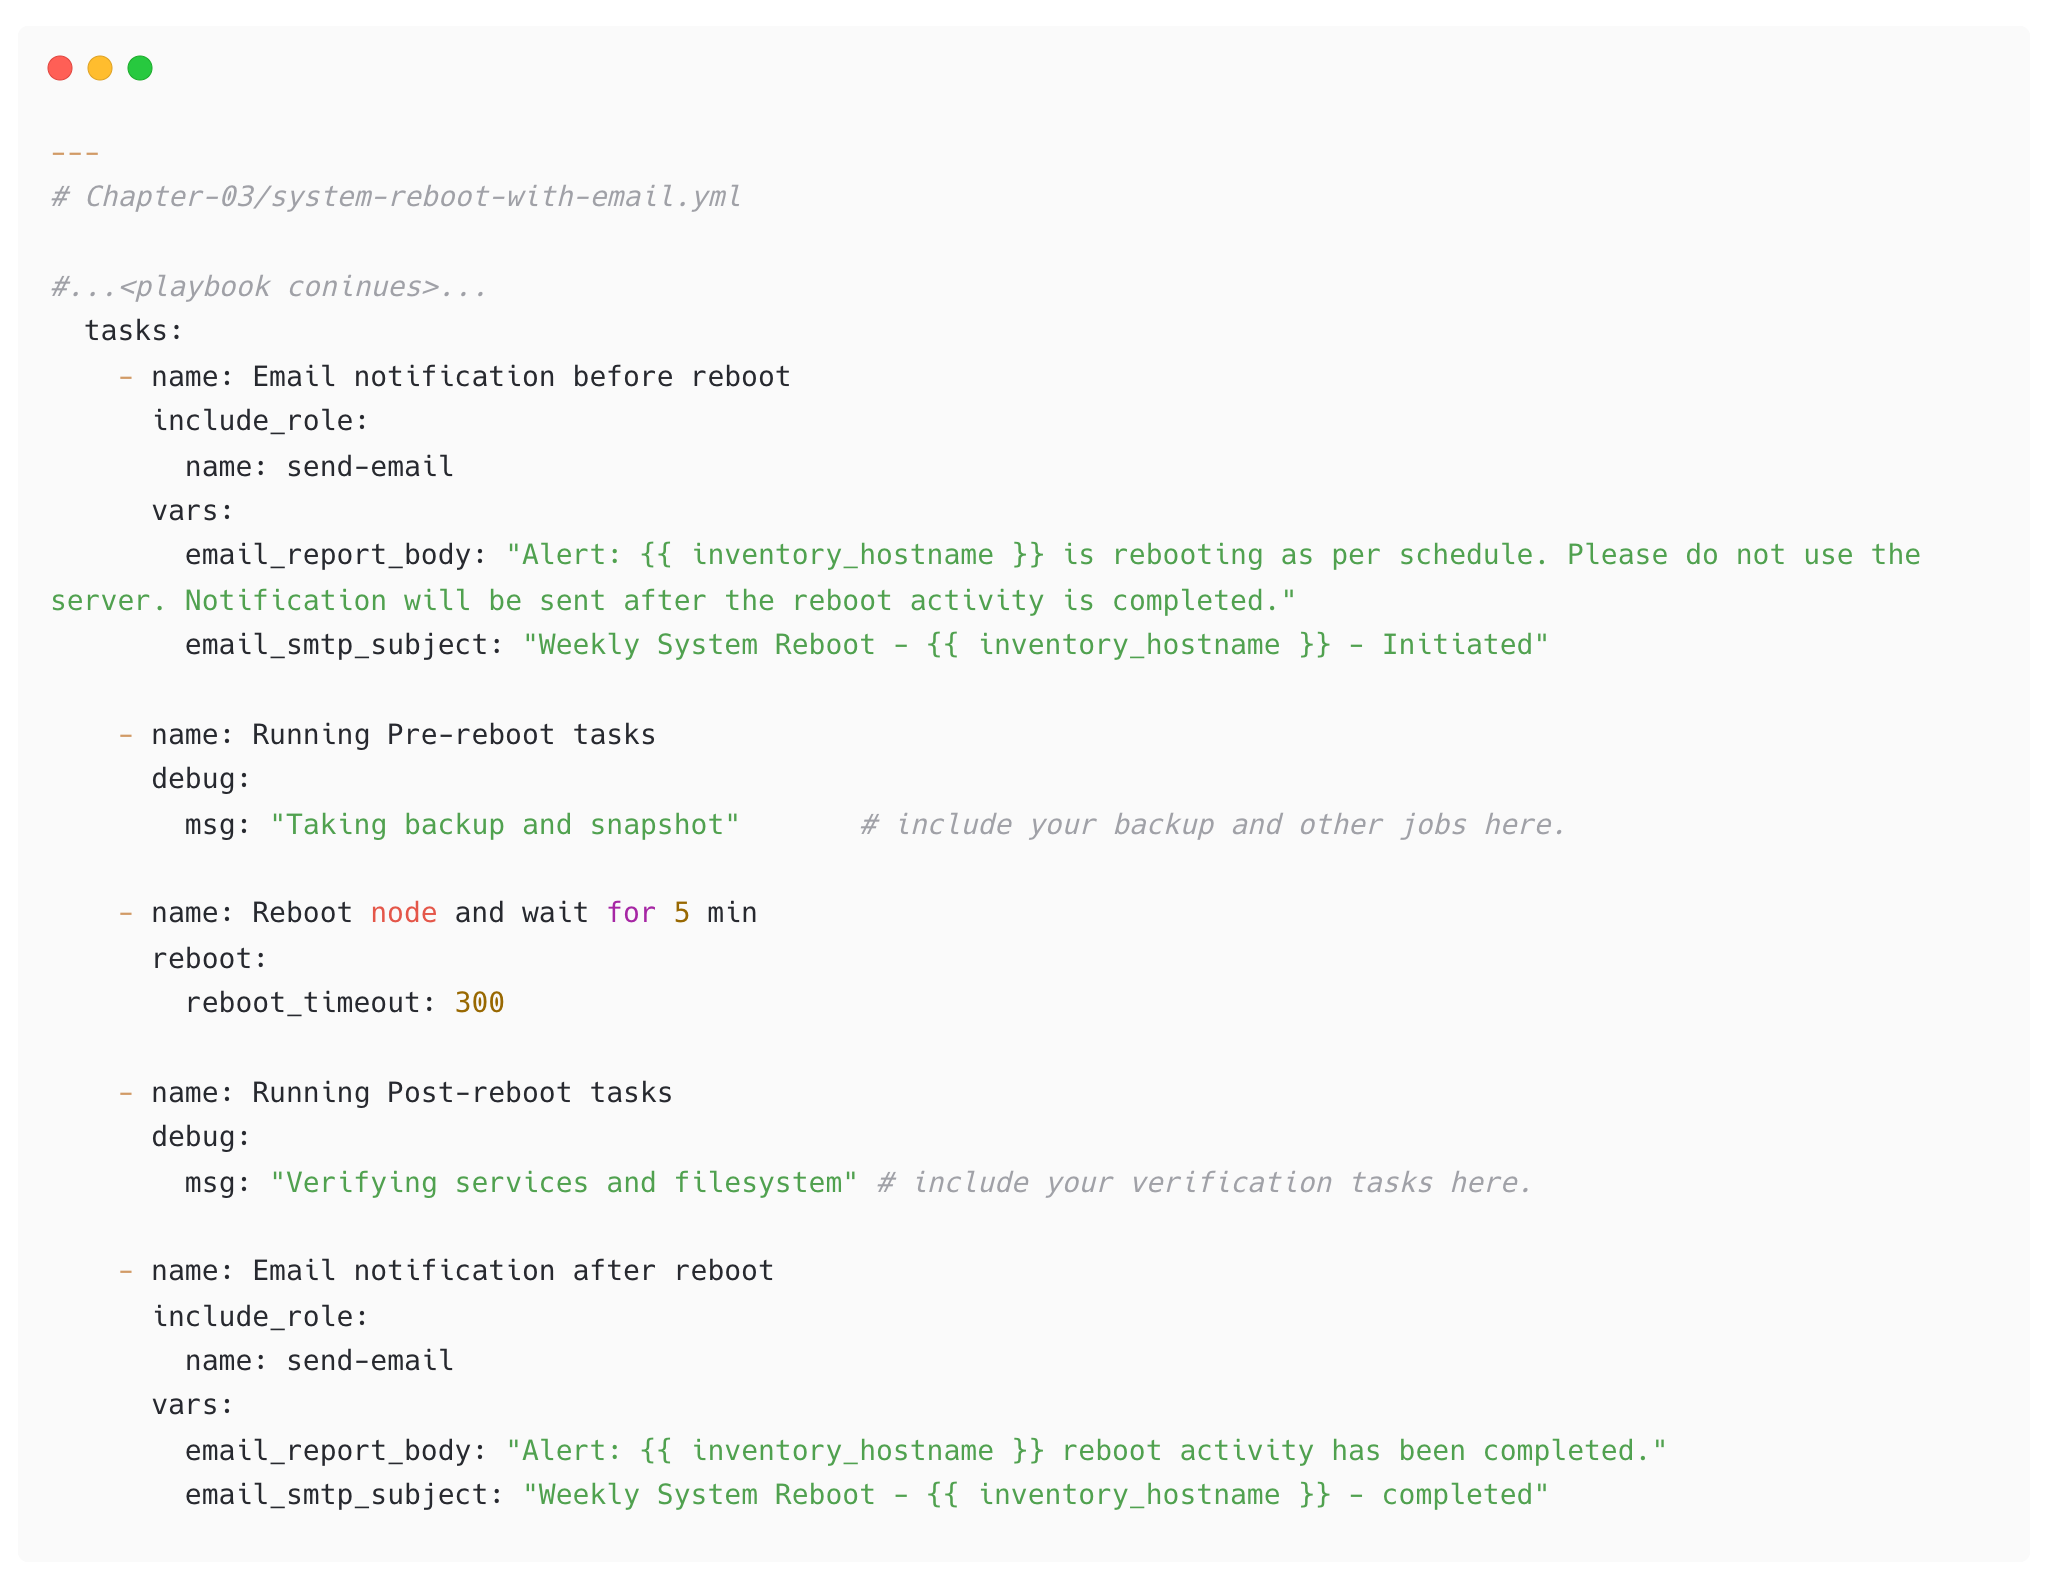 ---
# Chapter-03/system-reboot-with-email.yml

#...<playbook coninues>...
  tasks:
    - name: Email notification before reboot
      include_role:
        name: send-email
      vars:
        email_report_body: "Alert: {{ inventory_hostname }} is rebooting as per schedule. Please do not use the
server. Notification will be sent after the reboot activity is completed."
        email_smtp_subject: "Weekly System Reboot - {{ inventory_hostname }} - Initiated"

    - name: Running Pre-reboot tasks
      debug:
        msg: "Taking backup and snapshot"       # include your backup and other jobs here.

    - name: Reboot node and wait for 5 min
      reboot:
        reboot_timeout: 300

    - name: Running Post-reboot tasks
      debug:
        msg: "Verifying services and filesystem" # include your verification tasks here.

    - name: Email notification after reboot
      include_role:
        name: send-email
      vars:
        email_report_body: "Alert: {{ inventory_hostname }} reboot activity has been completed."
        email_smtp_subject: "Weekly System Reboot - {{ inventory_hostname }} - completed"